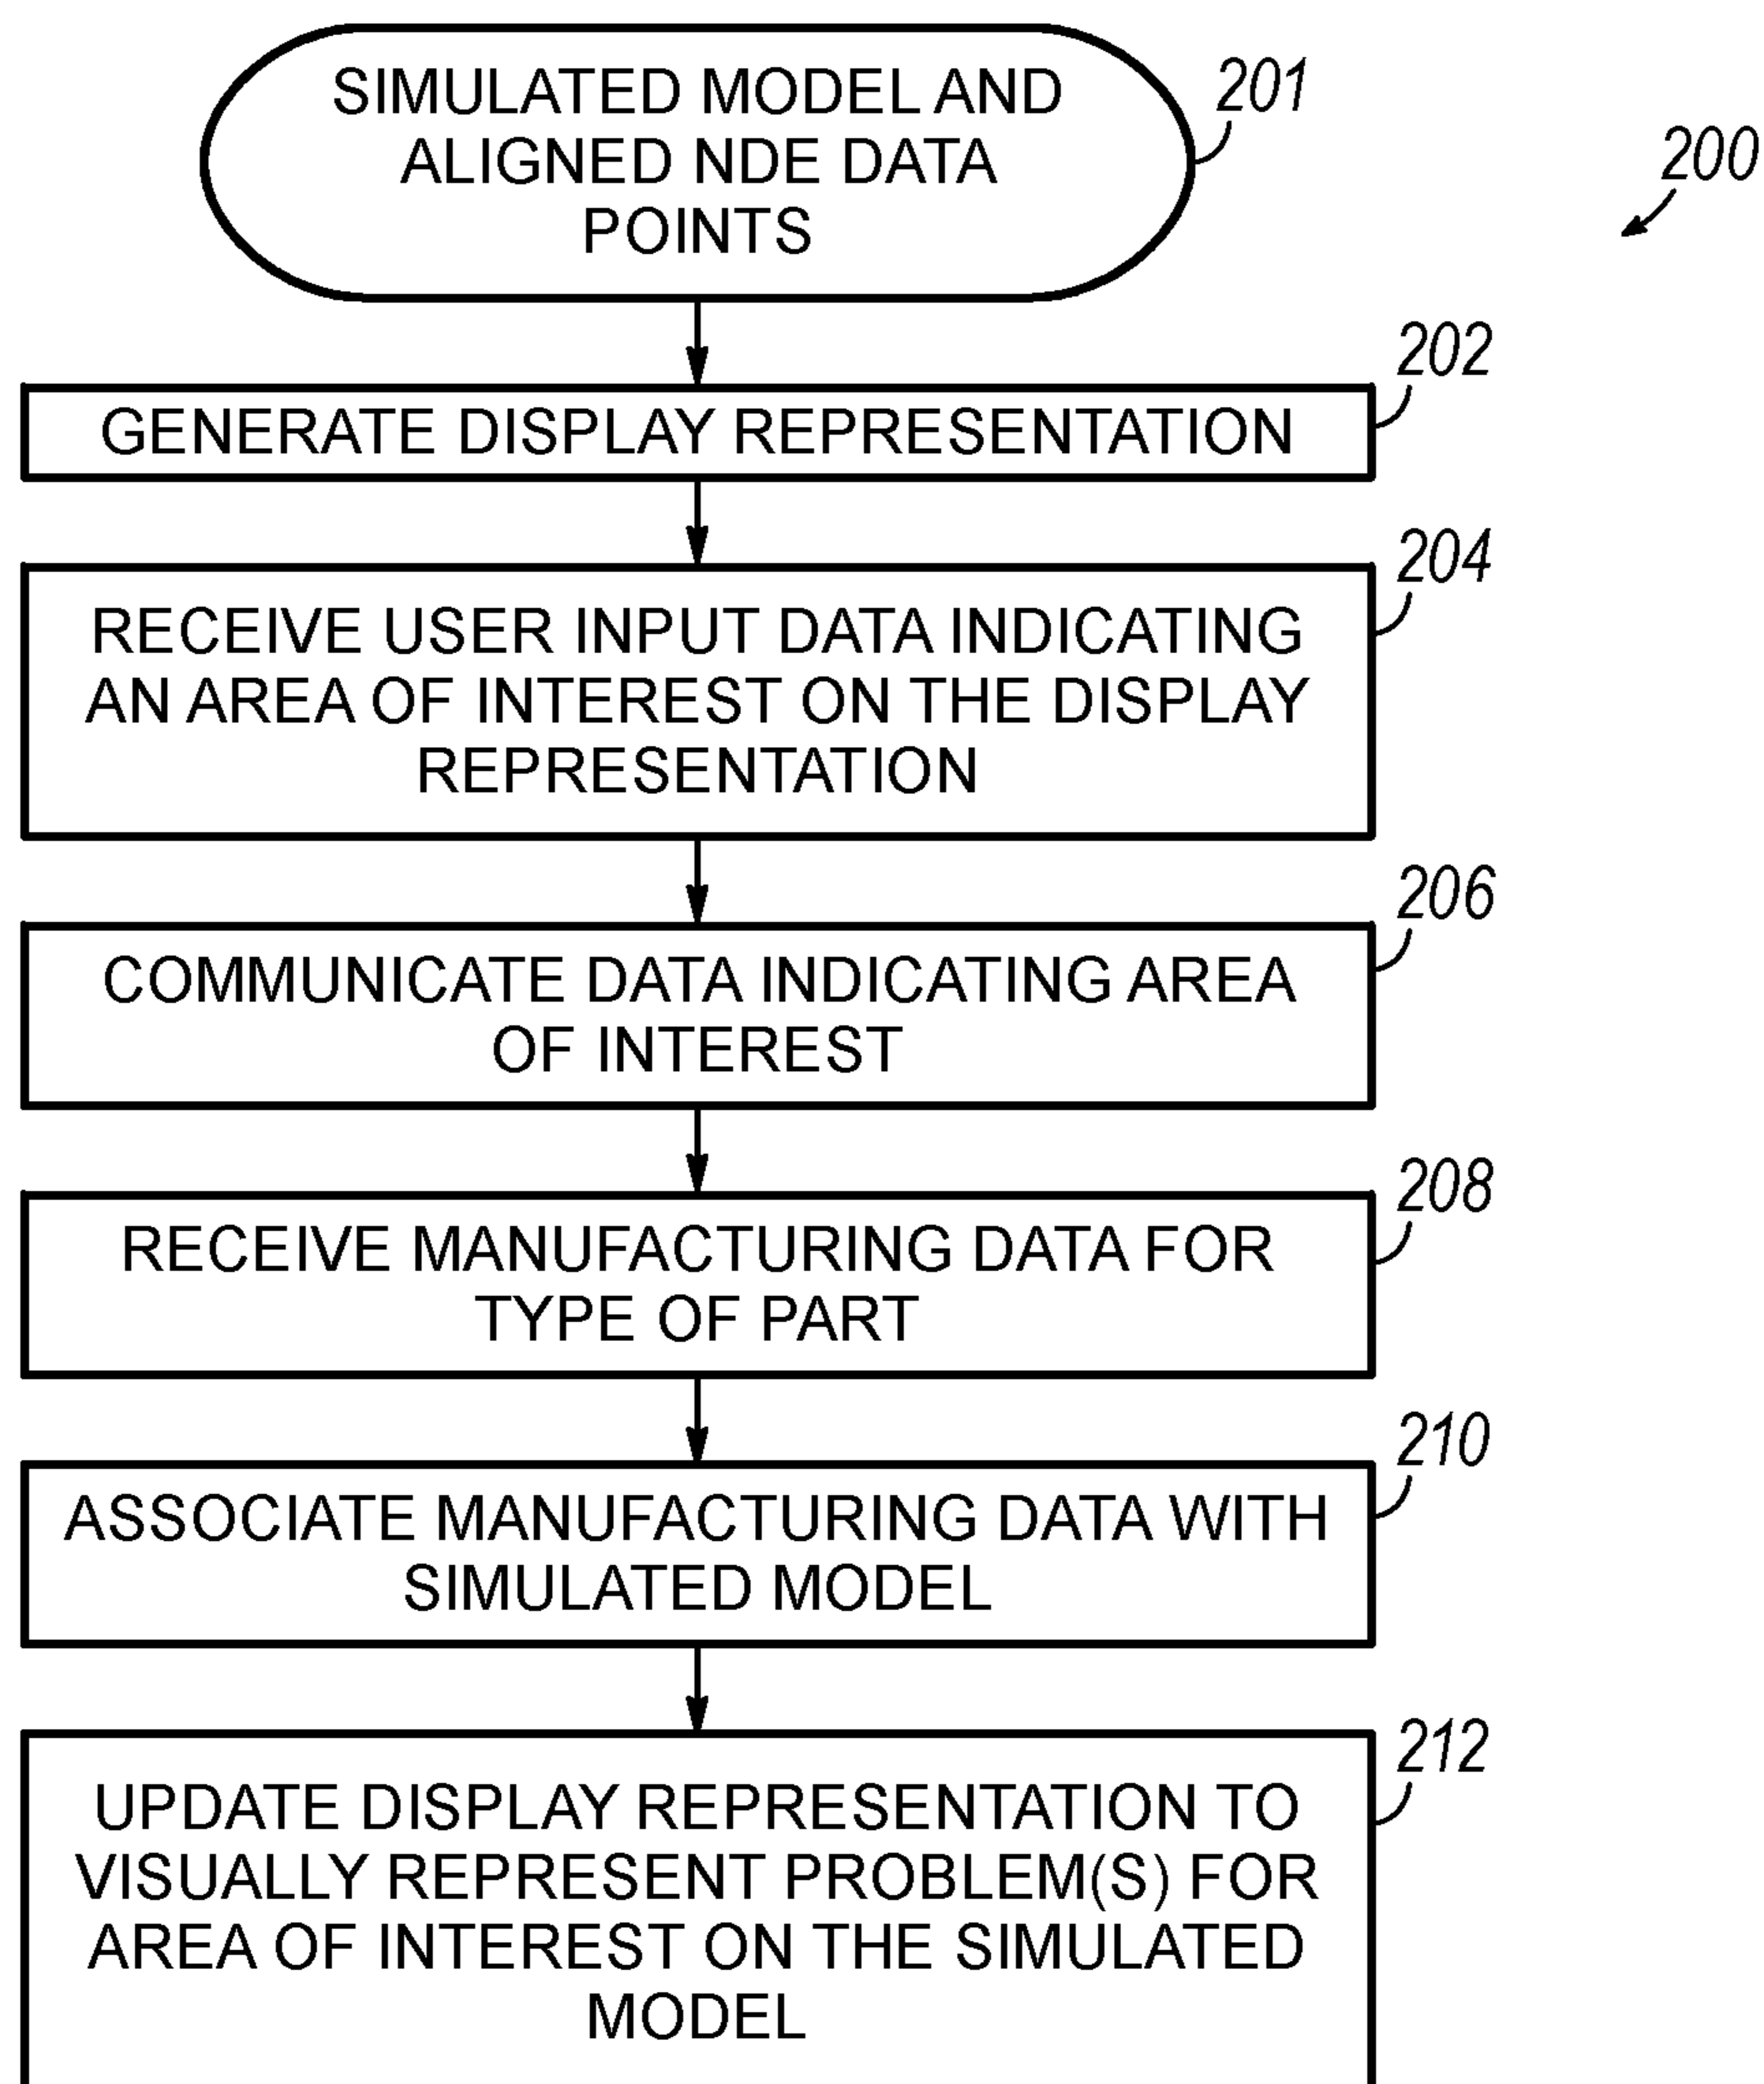 SIMULATED MODEL AND
ALIGNED NDE DATA
POINTS
201
200
202
GENERATE DISPLAY REPRESENTATION
204
RECEIVE USER INPUT DATA INDICATING
AN AREA OF INTEREST ON THE DISPLAY
REPRESENTATION
206
COMMUNICATE DATA INDICATING AREA
OF INTEREST
208
RECEIVE MANUFACTURING DATA FOR
TYPE OF PART
210
ASSOCIATE MANUFACTURING DATA WITH
SIMULATED MODEL
212
UPDATE DISPLAY REPRESENTATION TO
VISUALLY REPRESENT PROBLEM(S) FOR
AREA OF INTEREST ON THE SIMULATED
MODEL